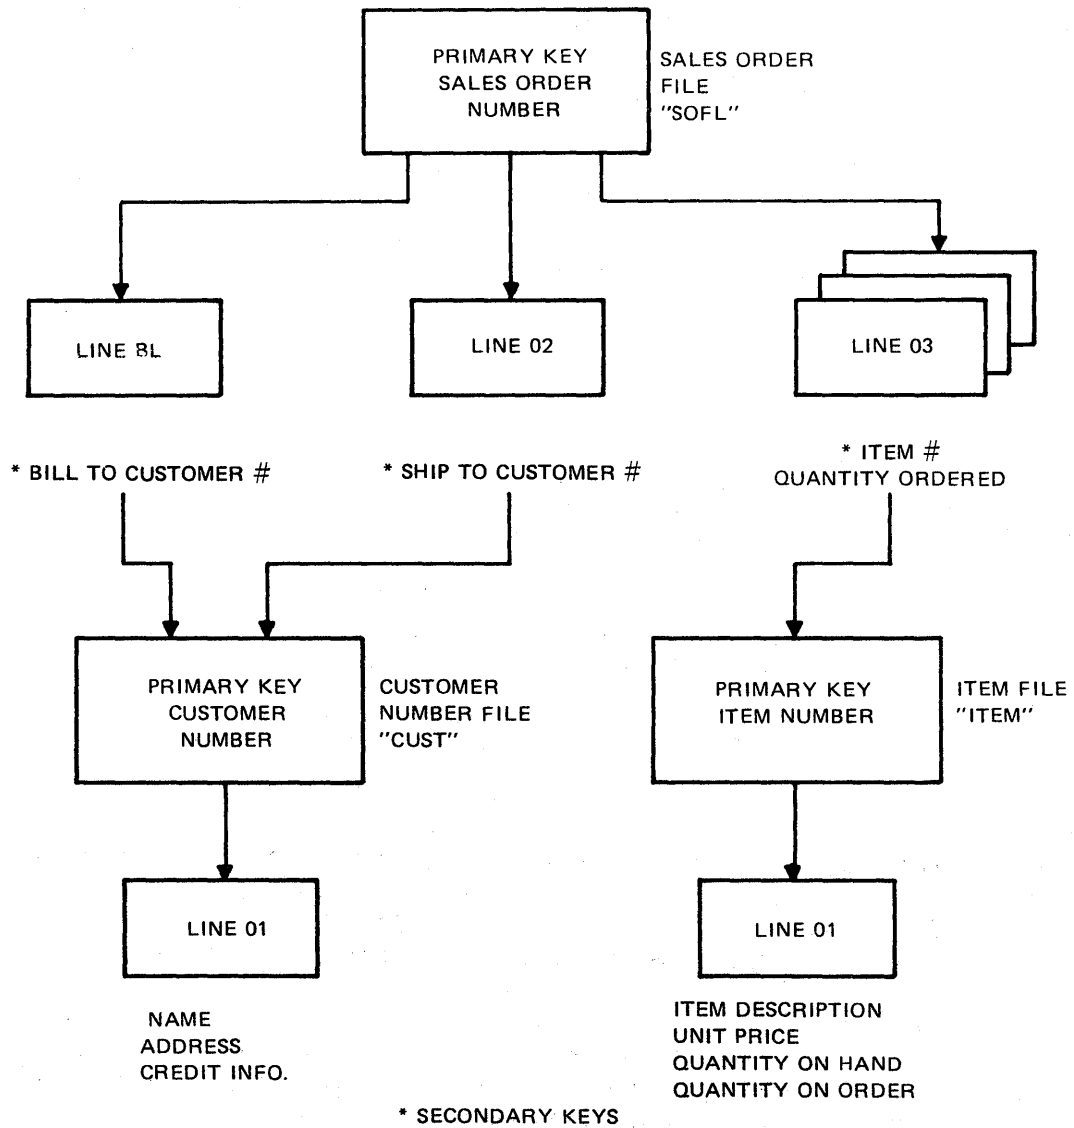 PRIMARY KEY
SALES ORDER
NUMBER
SALES ORDER
FILE
"SOFL"
LINE BL
LINE 02
LINE 03
* BILL TO CUSTOMER #
* SHIP TO CUSTOMER #
* ITEM #
QUANTITY ORDERED
PRIMARY KEY
CUSTOMER
NUMBER
CUSTOMER
NUMBER FILE
"CUST"
PRIMARY KEY
ITEM NUMBER
ITEM FILE
"ITEM"
LINE 01
LINE 01
NAME
ADDRESS
CREDIT INFO.
ITEM DESCRIPTION
UNIT PRICE
QUANTITY ON HAND
QUANTITY ON ORDER
* SECONDARY KEYS